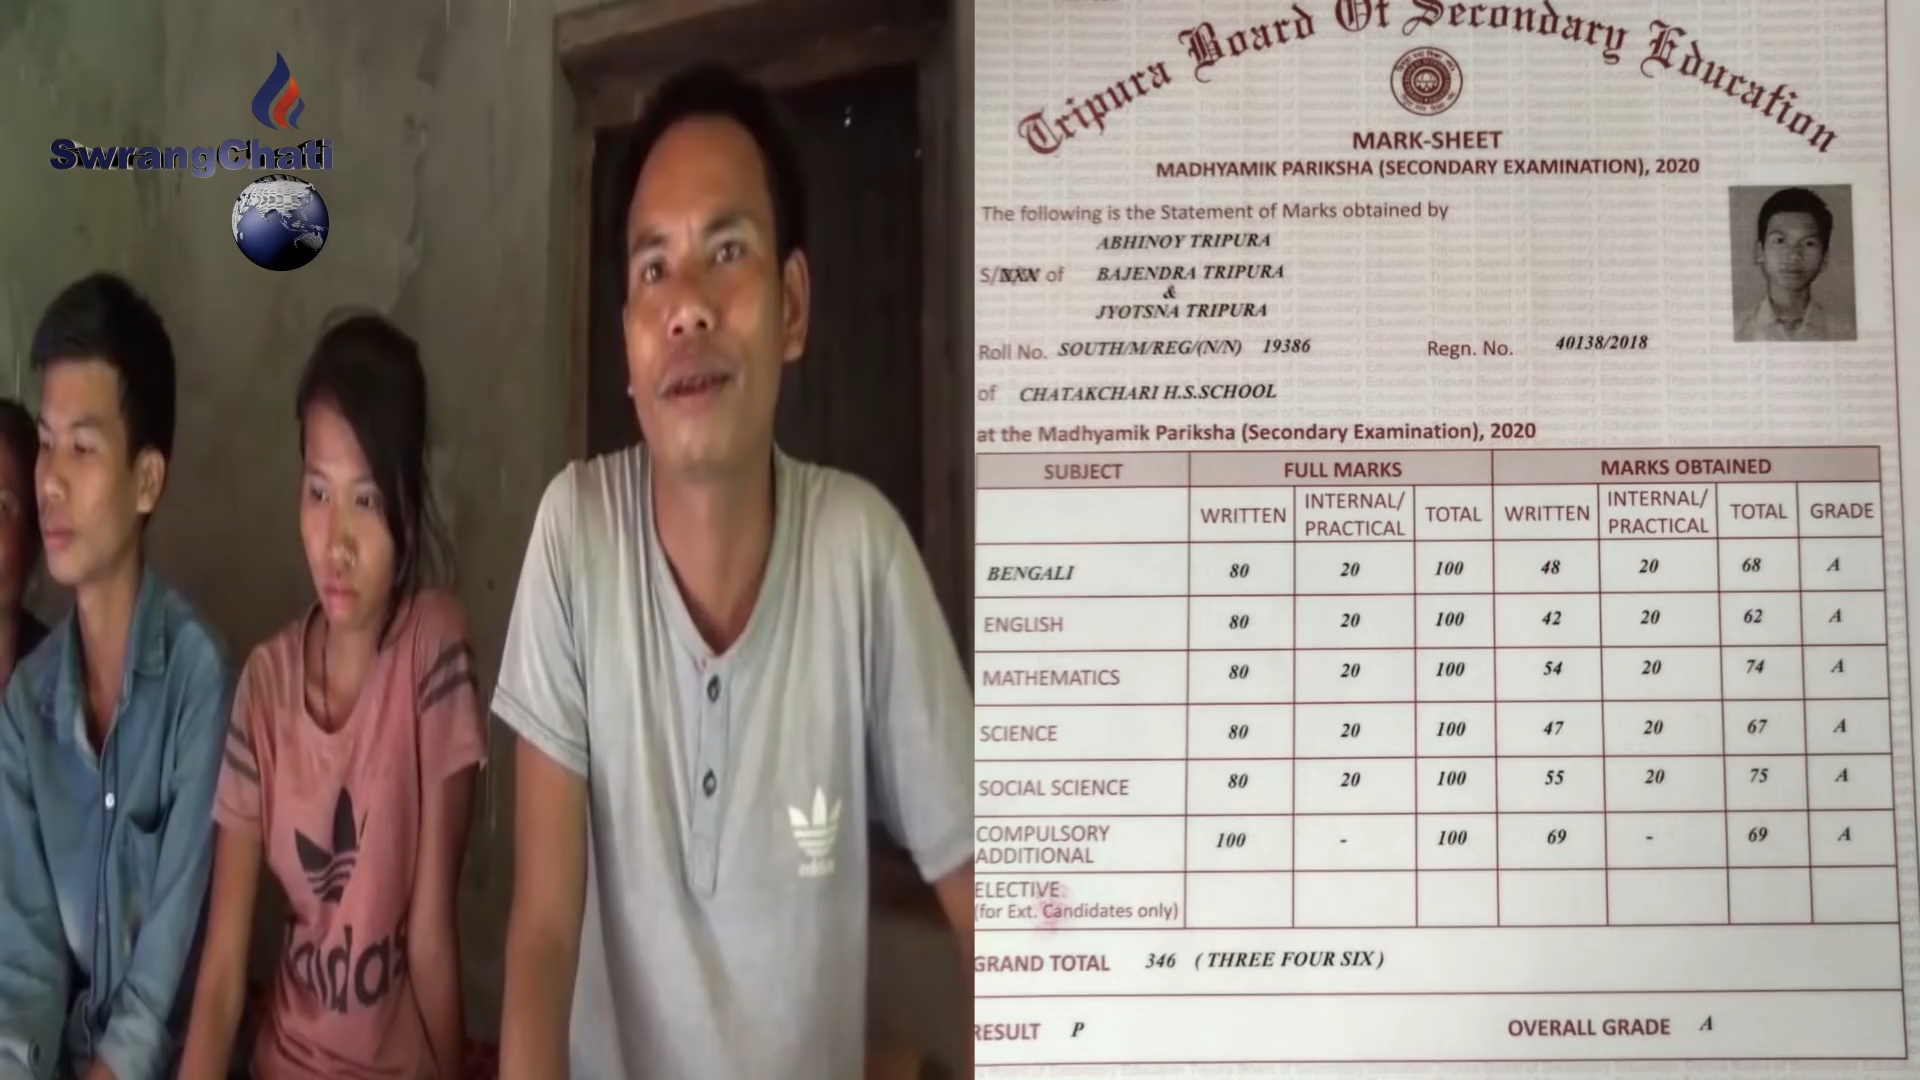 SwrangChati
Tripura Board Of Secondary Education
MARK-SHEET
MADHYAMIK PARIKSHA (SECONDARY EXAMINATION), 2020
The following is the Statement of Marks obtained by
ABHINOY TRIPURA
S/XXX of BAJENDRA TRIPURA
&
JYOTSNA TRIPURA
Roll No. SOUTH/M/REG/(N/N) 19386 Regn. No. 40138/2018
of CHATAKCHARI H.S.SCHOOL
at the Madhyamik Pariksha (Secondary Examination), 2020
SUBJECT FULL MARKS MARKS OBTAINED
WRITTEN INTERNAL/ PRACTICAL TOTAL WRITTEN INTERNAL/ PRACTICAL TOTAL GRADE
BENGALI 80 20 100 48 20 68 A
ENGLISH 80 20 100 42 20 62 A
MATHEMATICS 80 20 100 54 20 74 A
SCIENCE 80 20 100 47 20 67 A
SOCIAL SCIENCE 80 20 100 55 20 75 A
COMPULSORY ADDITIONAL 100 - 100 69 - 69 A
ELECTIVE
(for Ext. Candidates only)
GRAND TOTAL 346 ( THREE FOUR SIX )
RESULT P OVERALL GRADE A
adidas
adidas